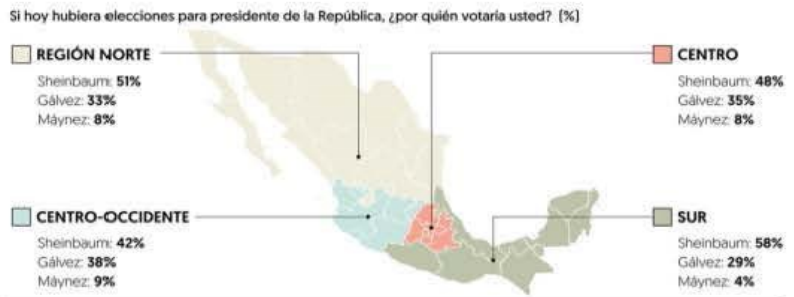 Si hoy hubiera elecciones para presidente de la República, ¿por quién votaría usted? (%)
REGIÓN NORTE
Sheinbaum: 51%
Gálvez: 33%
Máynez: 8%
CENTRO
Sheinbaum: 48%
Gálvez: 35%
Máynez: 8%
CENTRO-OCCIDENTE
Sheinbaum: 42%
Gálvez: 38%
Máynez: 9%
SUR
Sheinbaum: 58%
Gálvez: 29%
Máynez: 4%